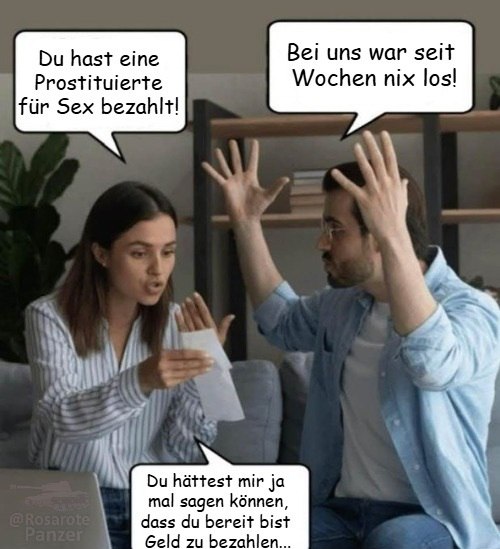 Du hast eine
Prostituierte
für Sex bezahlt!
Bei uns war seit
Wochen nix los!
Du hättest mir ja
mal sagen können,
dass du bereit bist
Geld zu bezahlen...
@Rosarote
Panzer